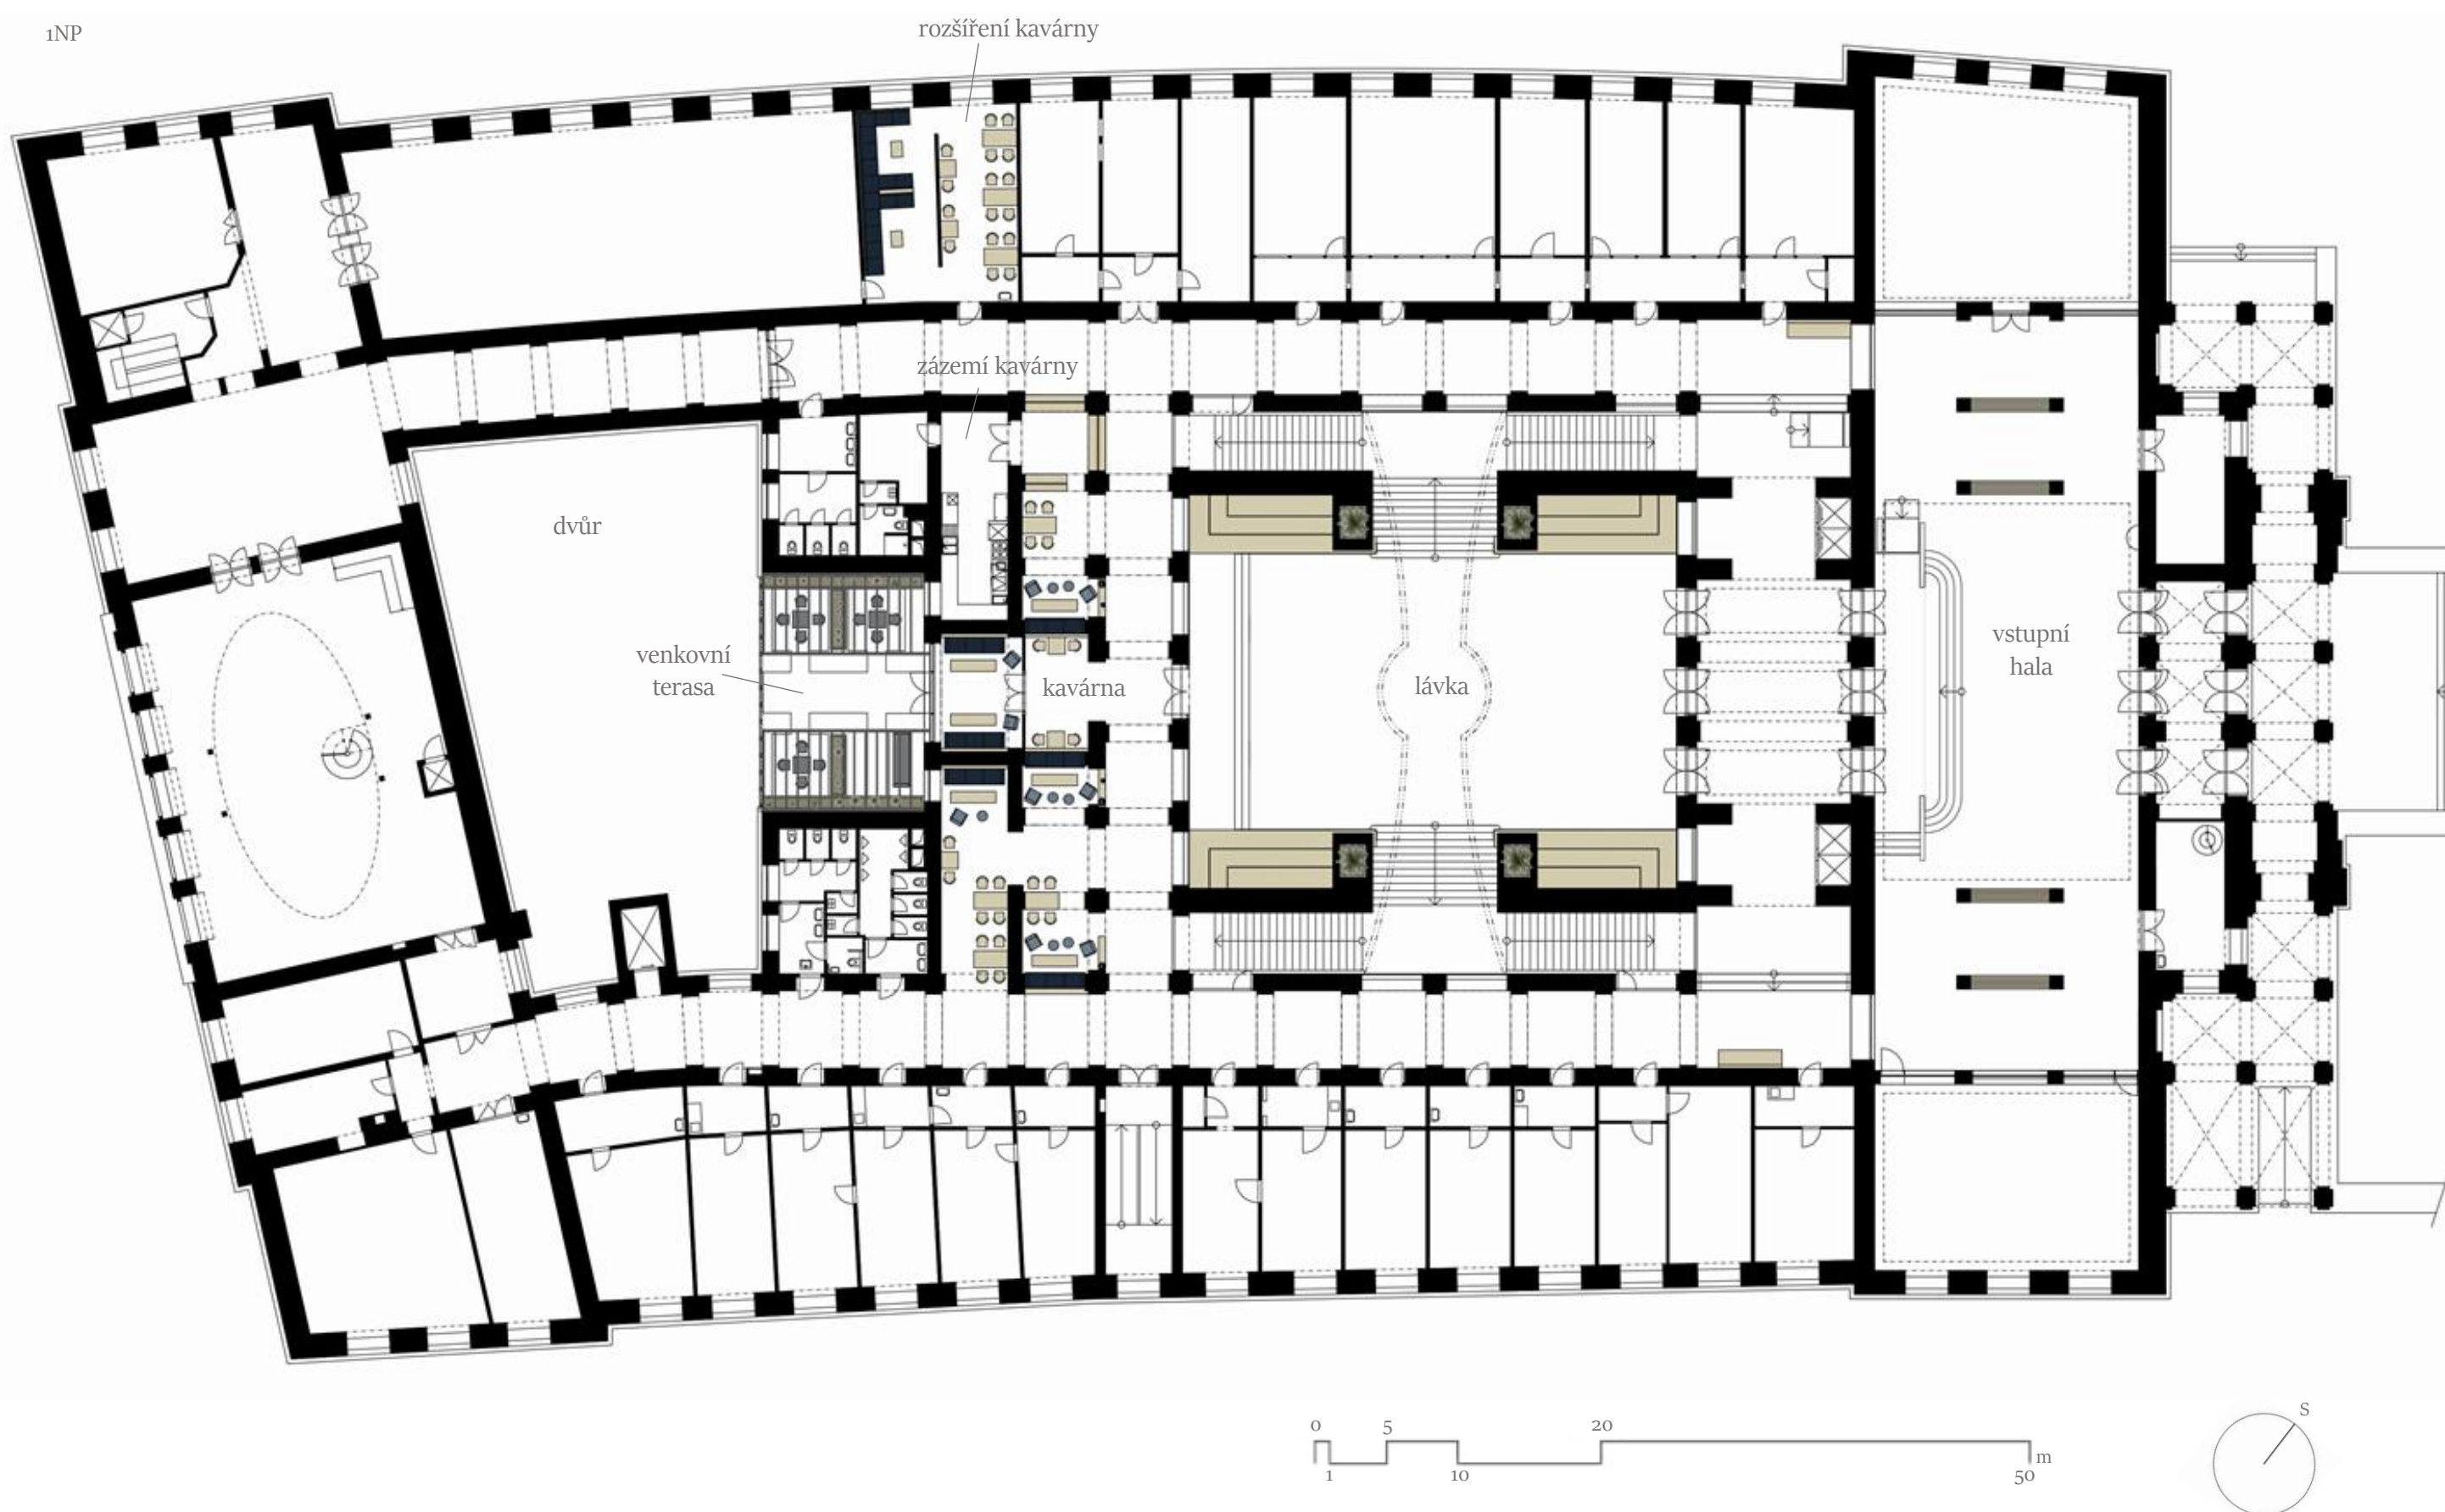 1NP
rozšíření kavárny
zázemí kavárny
dvůr
venkovní
terasa
kavárna
lávka
vstupní
hala
0 5 20
1 10 50 m
S